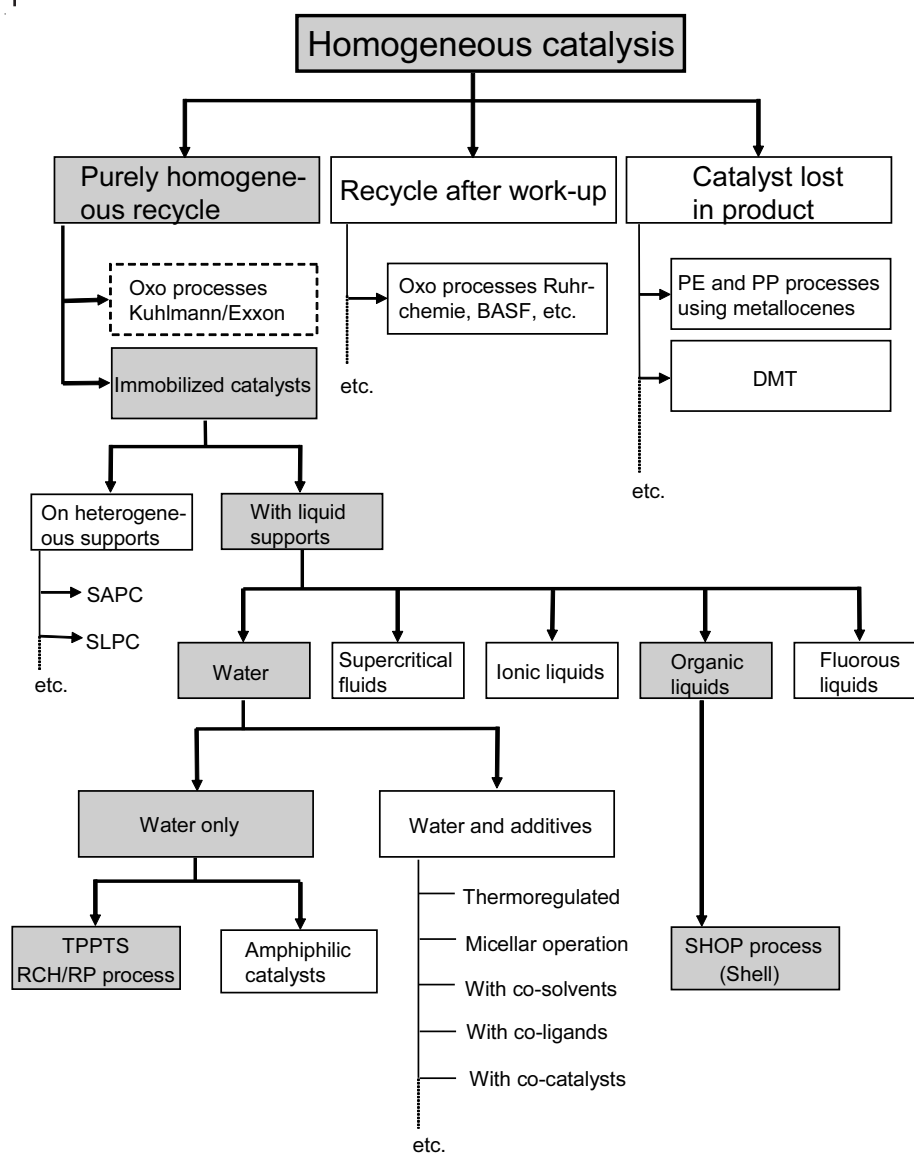 Homogeneous catalysis
Purely homogene-
ous recycle
Recycle after work-up
Catalyst lost
in product
Oxo processes
Kuhlmann/Exxon
Oxo processes Ruhr-
chemie, BASF, etc.
PE and PP processes
using metallocenes
Immobilized catalysts
etc.
DMT
etc.
On heterogene-
ous supports
With liquid
supports
SAPC
SLPC
etc.
Water
Supercritical
fluids
Ionic liquids
Organic
liquids
Fluorous
liquids
Water only
Water and additives
TPPTS
RCH/RP process
Amphiphilic
catalysts
Thermoregulated
Micellar operation
With co-solvents
With co-ligands
With co-catalysts
etc.
SHOP process
(Shell)